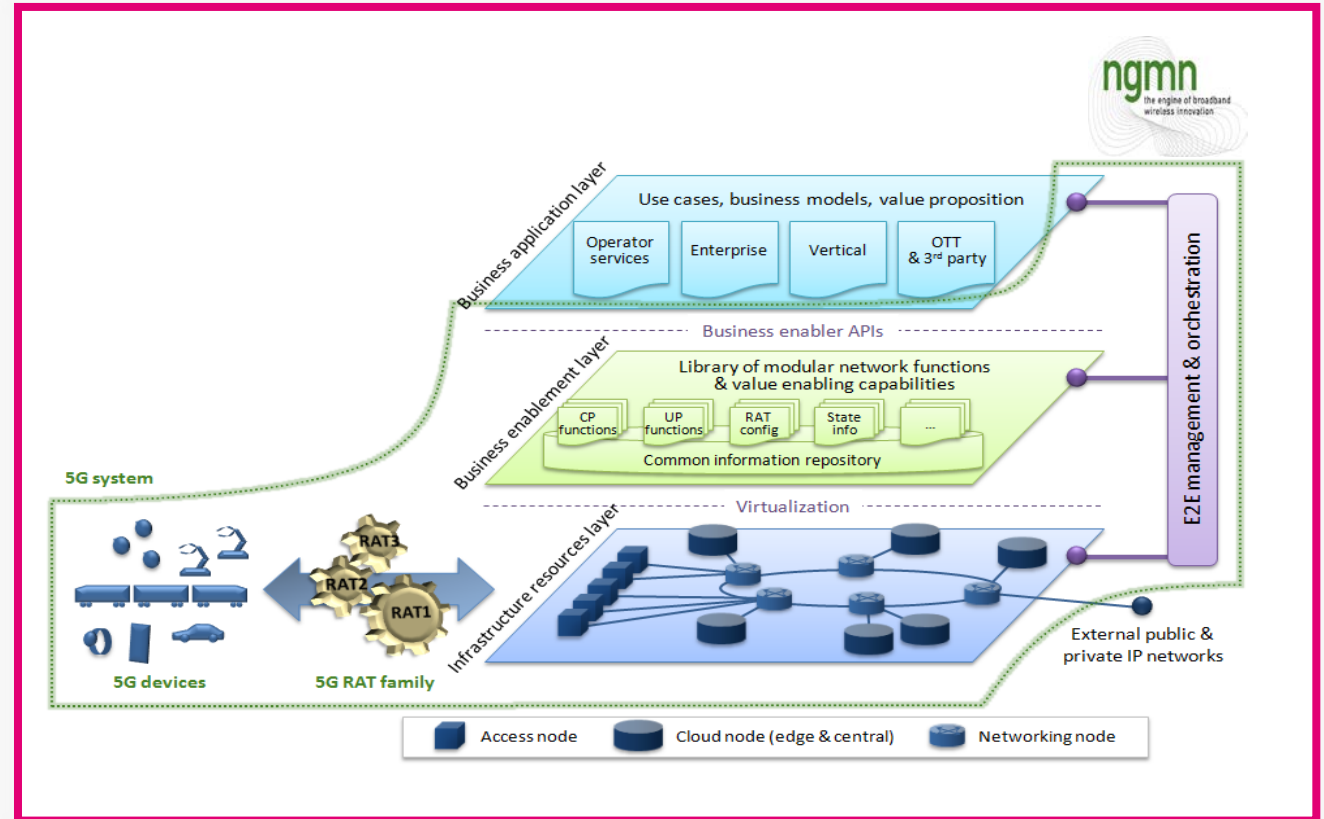 ngmn
the engine of broadband
wireless innovation
Business application layer
Use cases, business models, value proposition
Operator
services
Enterprise
Vertical
OTT
& 3rd party
Business enabler APIs
Business enablement layer
Library of modular network functions
& value enabling capabilities
CP
functions
UP
functions
RAT
config
State
info
...
Common information repository
Virtualization
Infrastructure resources layer
E2E management & orchestration
5G system
RAT3
RAT2
RAT1
5G devices
5G RAT family
External public &
private IP networks
Access node
Cloud node (edge & central)
Networking node